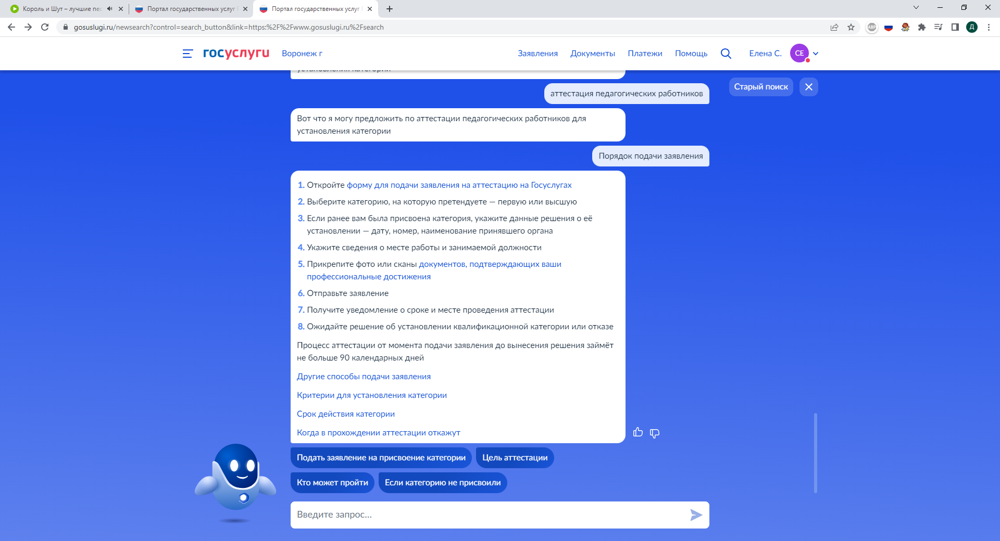 Король и Шут – лучшие пес
Портал государственных услуг
Портал государственных услуг
gosuslugi.ru/newsearch?control=search_button&link=https:%2F%2Fwww.gosuslugi.ru%2Fsearch
ABP
Д
госуслуги
Воронеж г
Заявления
Документы
Платежи
Помощь
Елена С.
СЕ
установления категории
Старый поиск
аттестация педагогических работников
Вот что я могу предложить по аттестации педагогических работников для
установления категории
Порядок подачи заявления
1. Откройте форму для подачи заявления на аттестацию на Госуслугах
2. Выберите категорию, на которую претендуете — первую или высшую
3. Если ранее вам была присвоена категория, укажите данные решения о её
установлении — дату, номер, наименование принявшего органа
4. Укажите сведения о месте работы и занимаемой должности
5. Прикрепите фото или сканы документов, подтверждающих ваши
профессиональные достижения
6. Отправьте заявление
7. Получите уведомление о сроке и месте проведения аттестации
8. Ожидайте решение об установлении квалификационной категории или отказе
Процесс аттестации от момента подачи заявления до вынесения решения займёт
не больше 90 календарных дней
Другие способы подачи заявления
Критерии для установления категории
Срок действия категории
Когда в прохождении аттестации откажут
Подать заявление на присвоение категории
Цель аттестации
Кто может пройти
Если категорию не присвоили
Введите запрос...